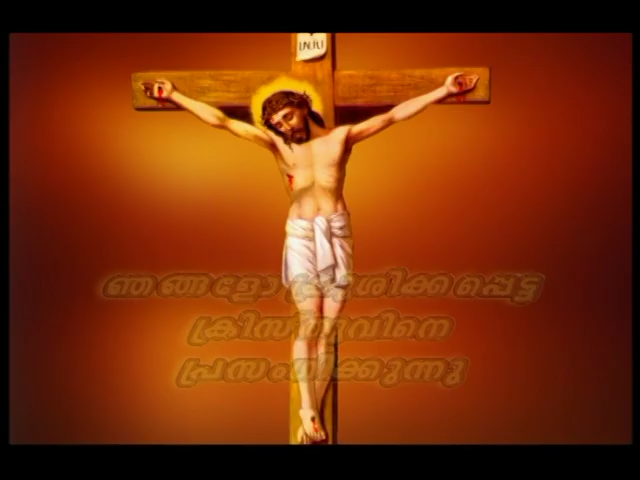 INRI
ഞങ്ങളോ ക്രൂശിക്കപ്പെട്ട
ക്രിസ്തുവിനെ
പ്രസംഗിക്കുന്നു